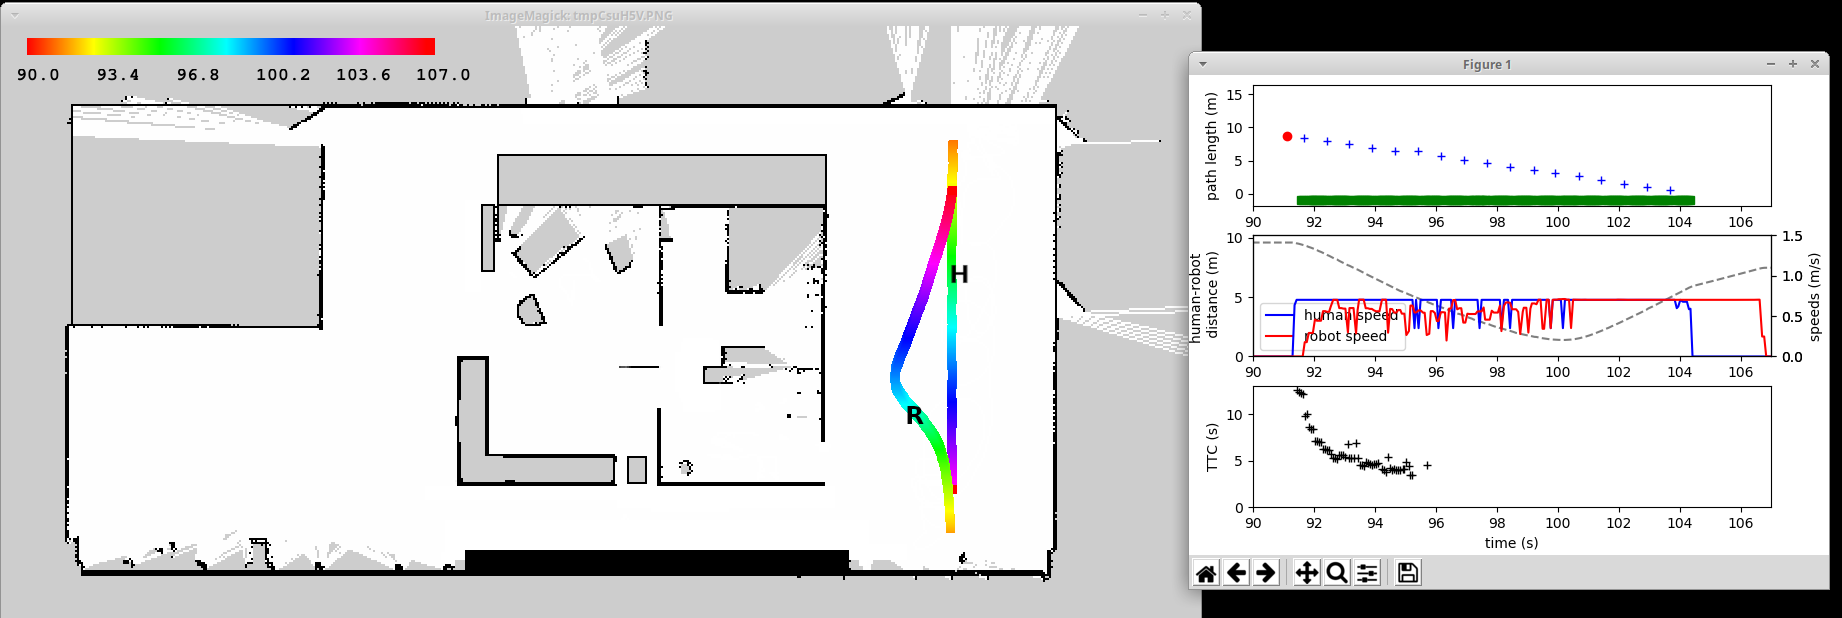 ImageMagick: tmpCsuH5V.PNG
90.0 93.4 96.8 100.2 103.6 107.0
H
R
Figure 1
path length (m)
15
10
5
0
90 92 94 96 98 100 102 104 106
human-robot
distance (m)
10
5
0
human speed
robot speed
1.5
1.0
0.5
0.0
speeds (m/s)
90 92 94 96 98 100 102 104 106
TTC (s)
10
5
0
90 92 94 96 98 100 102 104 106
time (s)